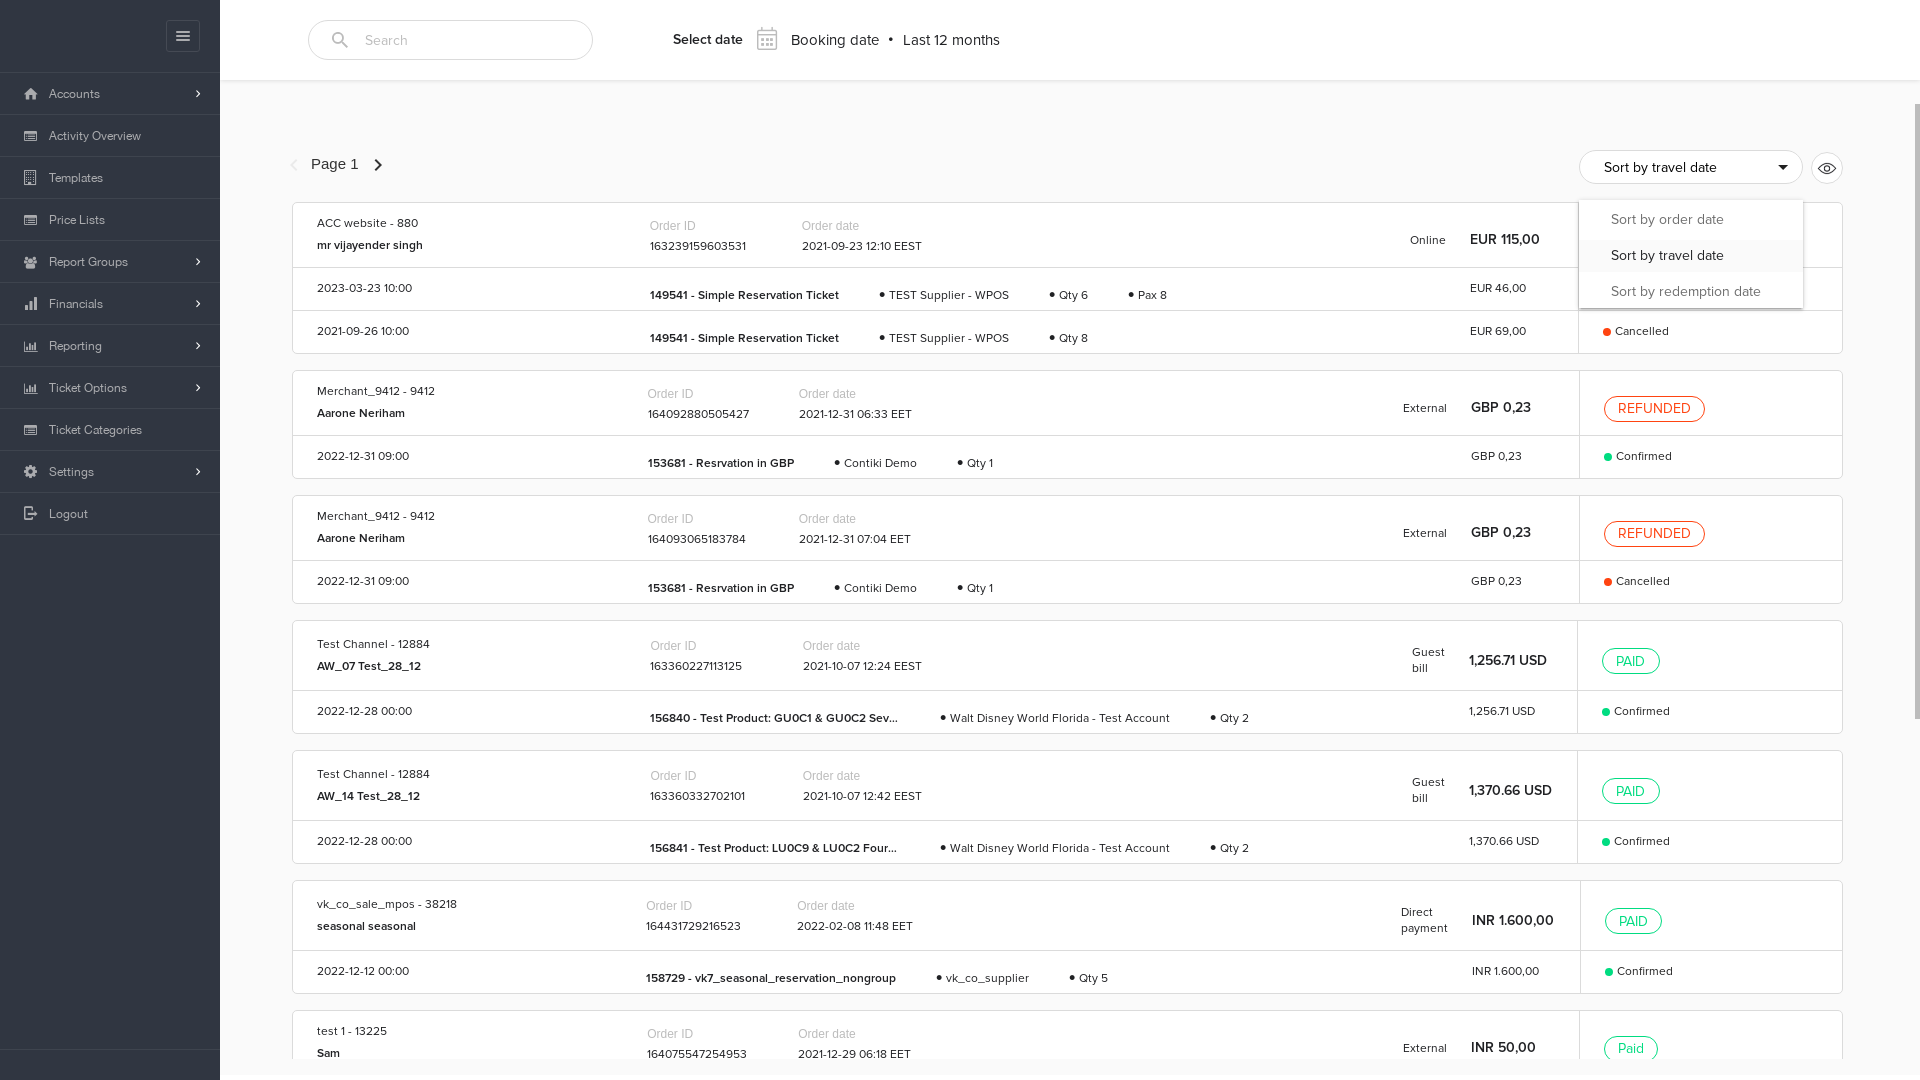 Search
Select date
Booking date • Last 12 months
Accounts
Activity Overview
Templates
Price Lists
Report Groups
Financials
Reporting
Ticket Options
Ticket Categories
Settings
Logout
Page 1
Sort by travel date
Sort by order date
Sort by travel date
Sort by redemption date
ACC website - 880
mr vijayender singh
Order ID
163239159603531
Order date
2021-09-23 12:10 EEST
Online
EUR 115,00
2023-03-23 10:00
149541 - Simple Reservation Ticket • TEST Supplier - WPOS • Qty 6 • Pax 8
EUR 46,00
2021-09-26 10:00
149541 - Simple Reservation Ticket • TEST Supplier - WPOS • Qty 8
EUR 69,00
Cancelled
Merchant_9412 - 9412
Aarone Neriham
Order ID
164092880505427
Order date
2021-12-31 06:33 EET
External
GBP 0,23
REFUNDED
2022-12-31 09:00
153681 - Resrvation in GBP • Contiki Demo • Qty 1
GBP 0,23
Confirmed
Merchant_9412 - 9412
Aarone Neriham
Order ID
164093065183784
Order date
2021-12-31 07:04 EET
External
GBP 0,23
REFUNDED
2022-12-31 09:00
153681 - Resrvation in GBP • Contiki Demo • Qty 1
GBP 0,23
Cancelled
Test Channel - 12884
AW_07 Test_28_12
Order ID
163360227113125
Order date
2021-10-07 12:24 EEST
Guest
bill
1,256.71 USD
PAID
2022-12-28 00:00
156840 - Test Product: GU0C1 & GU0C2 Sev... • Walt Disney World Florida - Test Account • Qty 2
1,256.71 USD
Confirmed
Test Channel - 12884
AW_14 Test_28_12
Order ID
163360332702101
Order date
2021-10-07 12:42 EEST
Guest
bill
1,370.66 USD
PAID
2022-12-28 00:00
156841 - Test Product: LU0C9 & LU0C2 Four... • Walt Disney World Florida - Test Account • Qty 2
1,370.66 USD
Confirmed
vk_co_sale_mpos - 38218
seasonal seasonal
Order ID
164431729216523
Order date
2022-02-08 11:48 EET
Direct
payment
INR 1.600,00
PAID
2022-12-12 00:00
158729 - vk7_seasonal_reservation_nongroup • vk_co_supplier • Qty 5
INR 1.600,00
Confirmed
test 1 - 13225
Sam
Order ID
164075547254953
Order date
2021-12-29 06:18 EET
External
INR 50,00
Paid